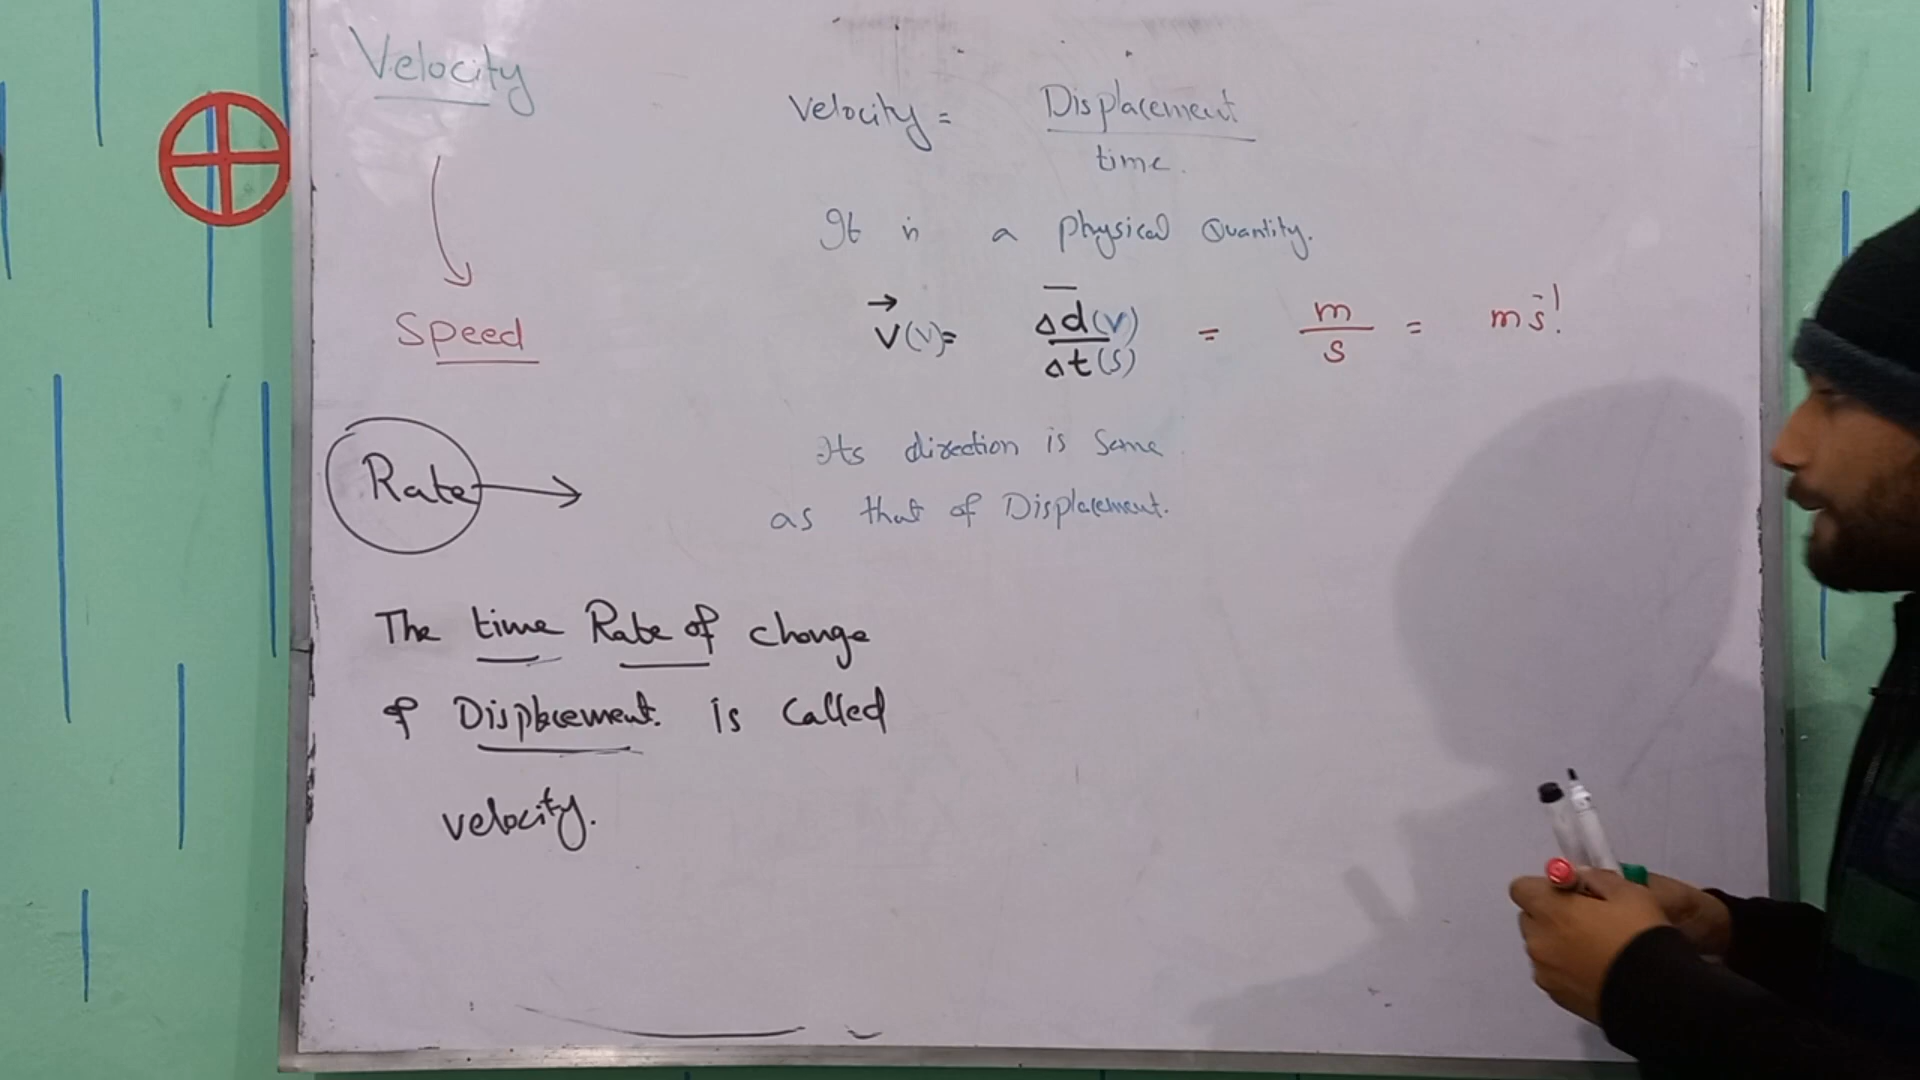 Velocity
Speed
Rate
The time Rate of change
of Displacement. is Called
velocity.
Velocity = Displacement
time.
It is a physical Quantity.
→
V(V)= Δd(V) = m = ms⁻¹
Δt(S) s
Its direction is Same
as that of Displacement.